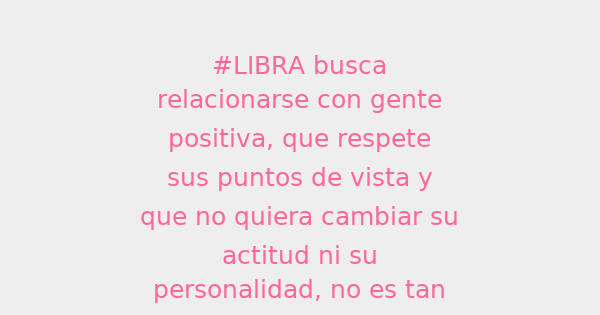 #LIBRA busca
relacionarse con gente
positiva, que respete
sus puntos de vista y
que no quiera cambiar su
actitud ni su
personalidad, no es tan